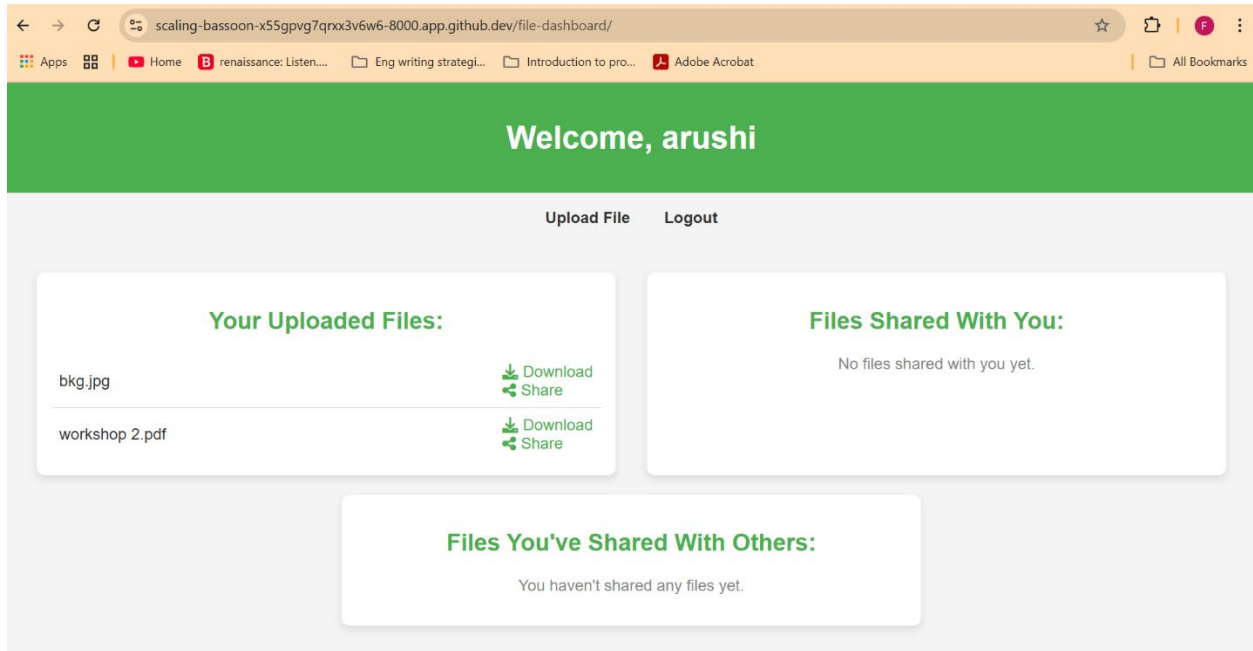 scaling-bassoon-x55gpvg7qrxx3v6w6-8000.app.github.dev/file-dashboard/
F
Apps
Home
B renaissance: Listen....
Eng writing strategi...
Introduction to pro...
Adobe Acrobat
All Bookmarks
Welcome, arushi
Upload File
Logout
Your Uploaded Files:
bkg.jpg
Download
Share
workshop 2.pdf
Download
Share
Files Shared With You:
No files shared with you yet.
Files You've Shared With Others:
You haven't shared any files yet.